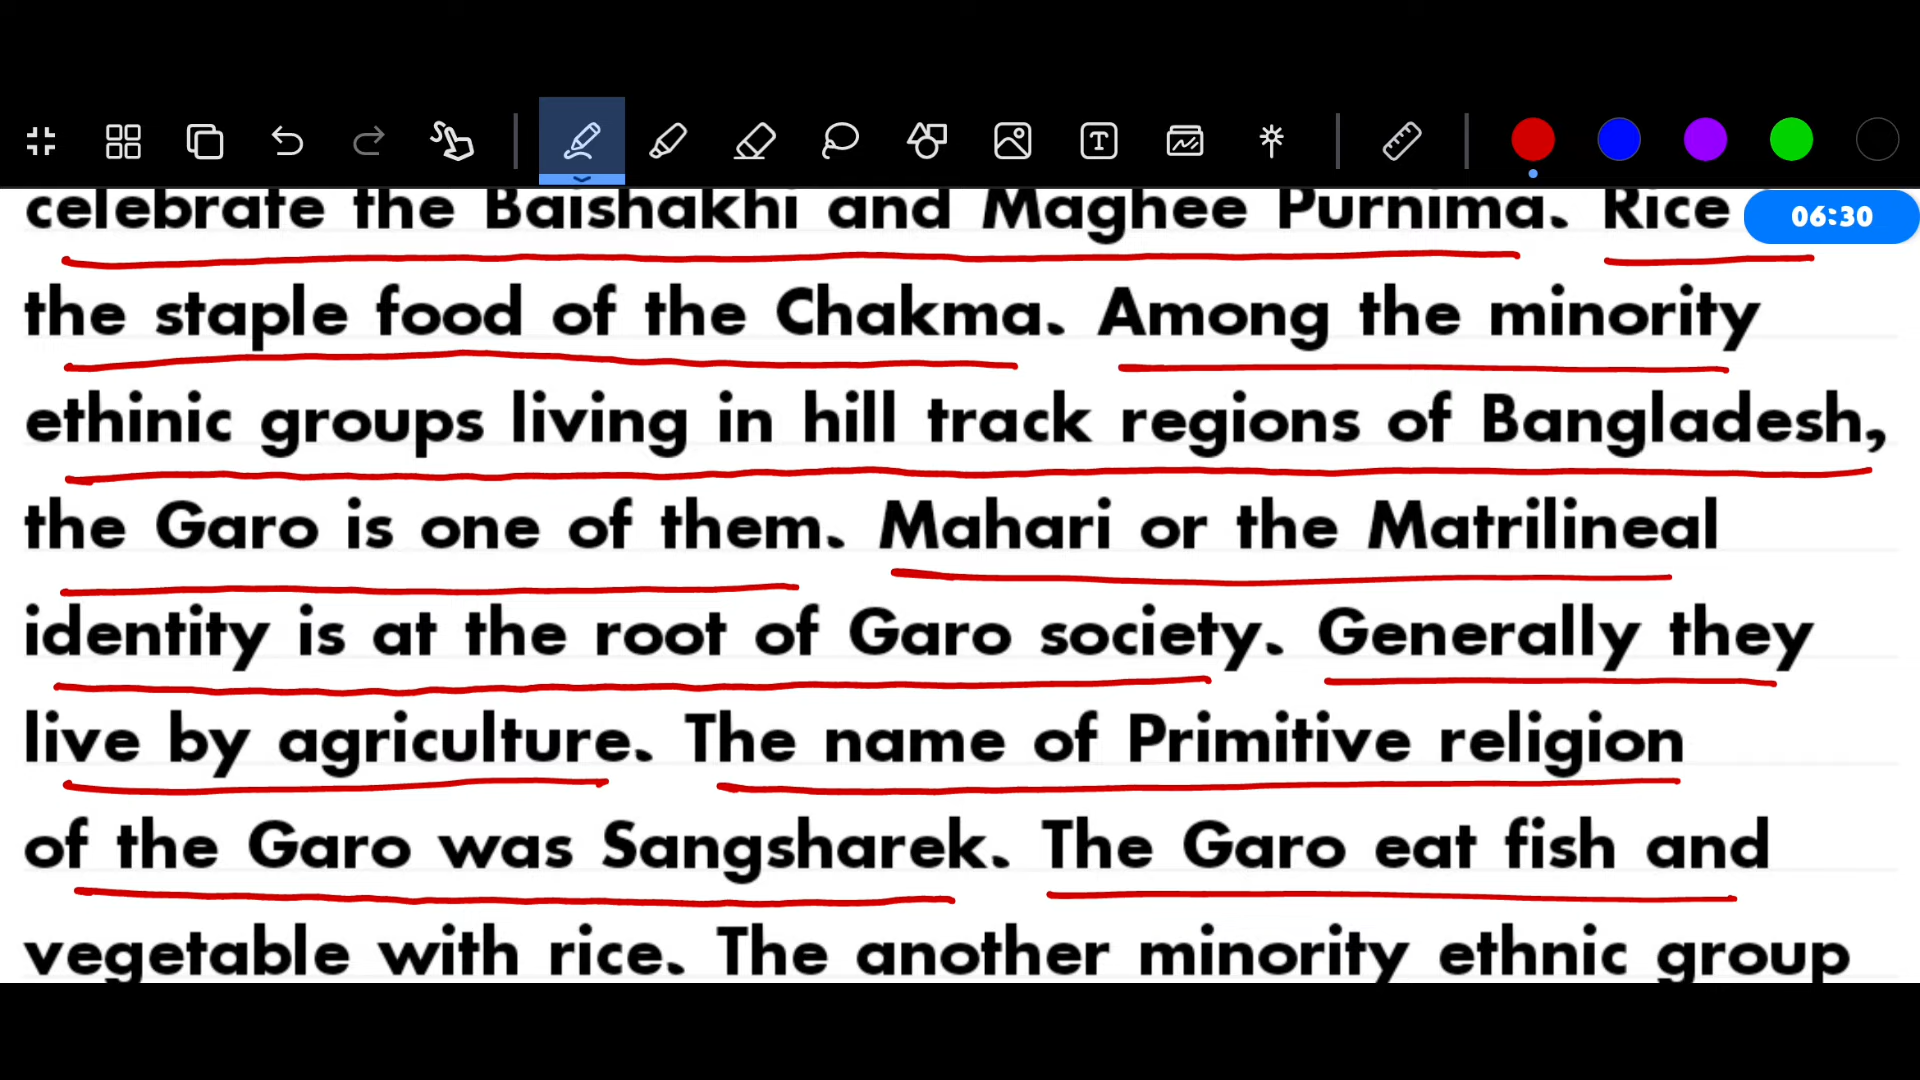 celebrate the Baishakhi and Maghee Purnima. Rice
06:30
the staple food of the Chakma. Among the minority
ethinic groups living in hill track regions of Bangladesh,
the Garo is one of them. Mahari or the Matrilineal
identity is at the root of Garo society. Generally they
live by agriculture. The name of Primitive religion
of the Garo was Sangsharek. The Garo eat fish and
vegetable with rice. The another minority ethnic group